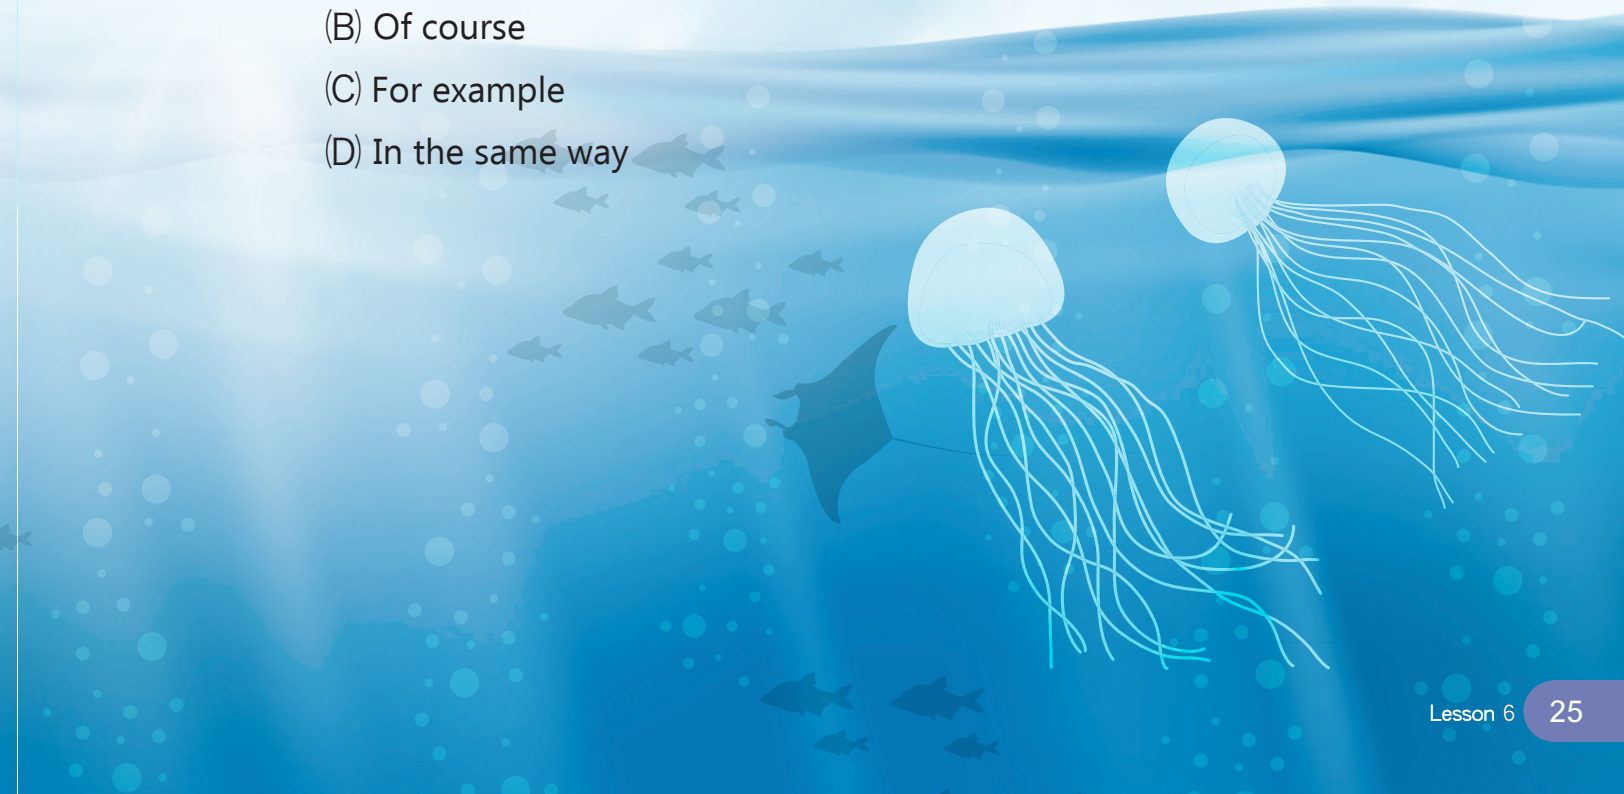 (B) Of course
(C) For example
(D) In the same way
Lesson 6 25